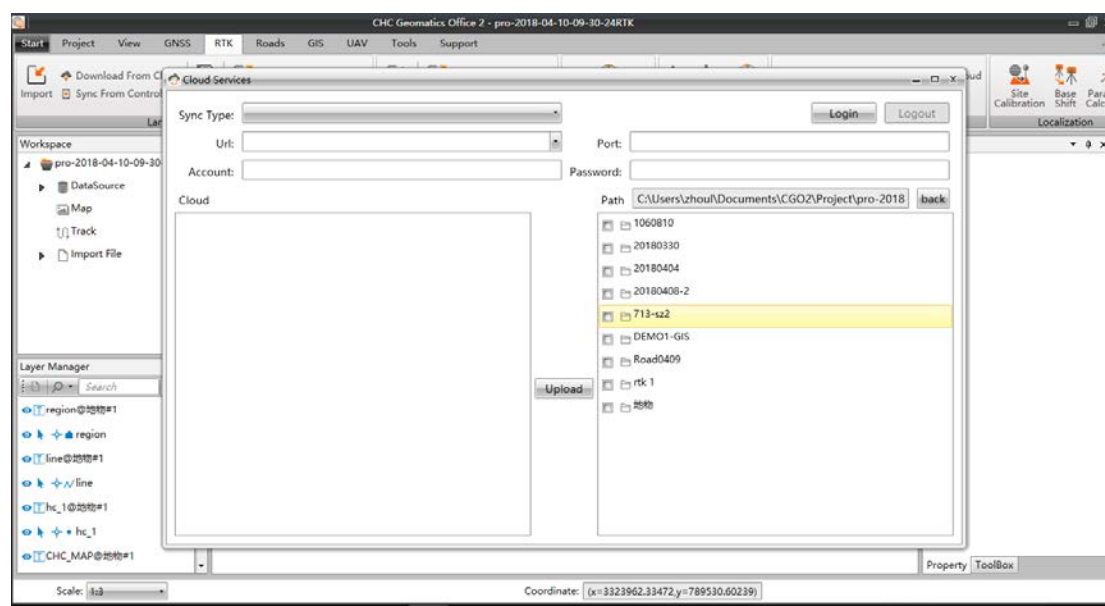 CHC Geomatics Office 2 - pro-2018-04-10-09-30-24RTK
Start Project View GNSS RTK Roads GIS UAV Tools Support
Download From Cl
Import Sync From Control
Site Calibration Base Shift
Localization
Cloud Services
Sync Type: Login Logout
Url: Port:
Account: Password:
Cloud Path C:\Users\zhoul\Documents\CGO2\Project\pro-2018 back
1060810
20180330
20180404
20180408-2
713-sz2
DEMO1-GIS
Road0409
rtk 1
地物
Upload
Workspace
pro-2018-04-10-09-30-
DataSource
Map
Track
Import File
Layer Manager
Search
region@地物#1
region
line@地物#1
line
hc_1@地物#1
hc_1
CHC_MAP@地物#1
Property ToolBox
Scale: 1:3 Coordinate: (x=3323962.33472,y=789530.60239)